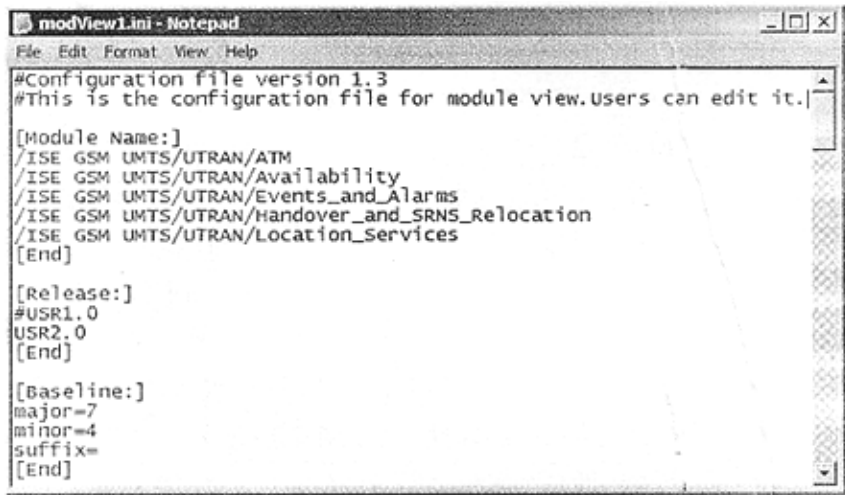 modView1.ini - Notepad
File Edit Format View Help
#Configuration file version 1.3
#This is the configuration file for module view.Users can edit it.
[Module Name:]
/ISE GSM UMTS/UTRAN/ATM
/ISE GSM UMTS/UTRAN/Availability
/ISE GSM UMTS/UTRAN/Events_and_Alarms
/ISE GSM UMTS/UTRAN/Handover_and_SRNS_Relocation
/ISE GSM UMTS/UTRAN/Location_Services
[End]
[Release:]
#USR1.0
USR2.0
[End]
[Baseline:]
major=7
minor=4
suffix=
[End]